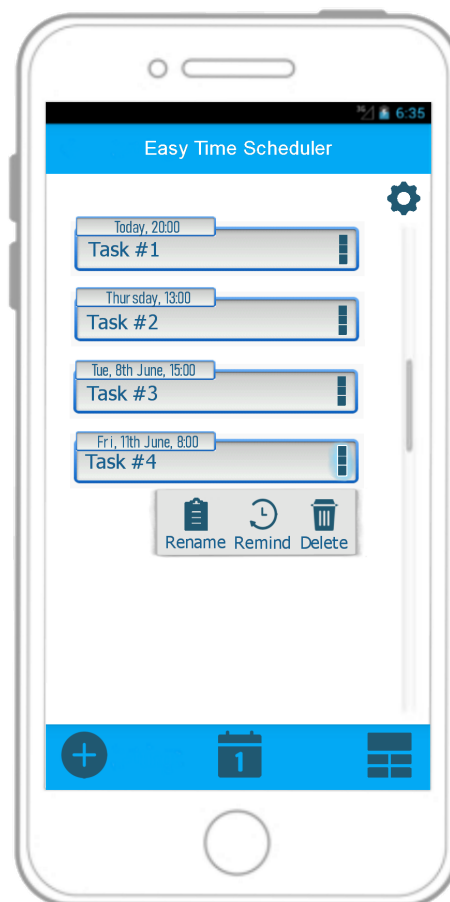 3G 6:35
Easy Time Scheduler
Today, 20:00
Task #1
Thursday, 13:00
Task #2
Tue, 8th June, 15:00
Task #3
Fri, 11th June, 8:00
Task #4
Rename Remind Delete
1